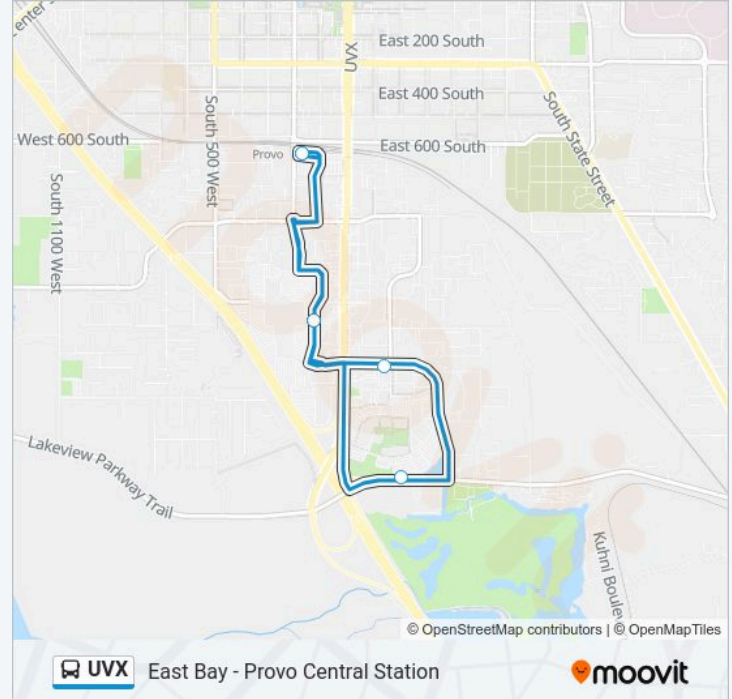 enter S
East 200 South
UVX
East 400 South
South State Street
West 600 South
South 500 West
Provo
East 600 South
South 1100 West
Lakeview Parkway Trail
Kuhni Boulev
© OpenStreetMap contributors | © OpenMapTiles
UVX East Bay - Provo Central Station
moovit